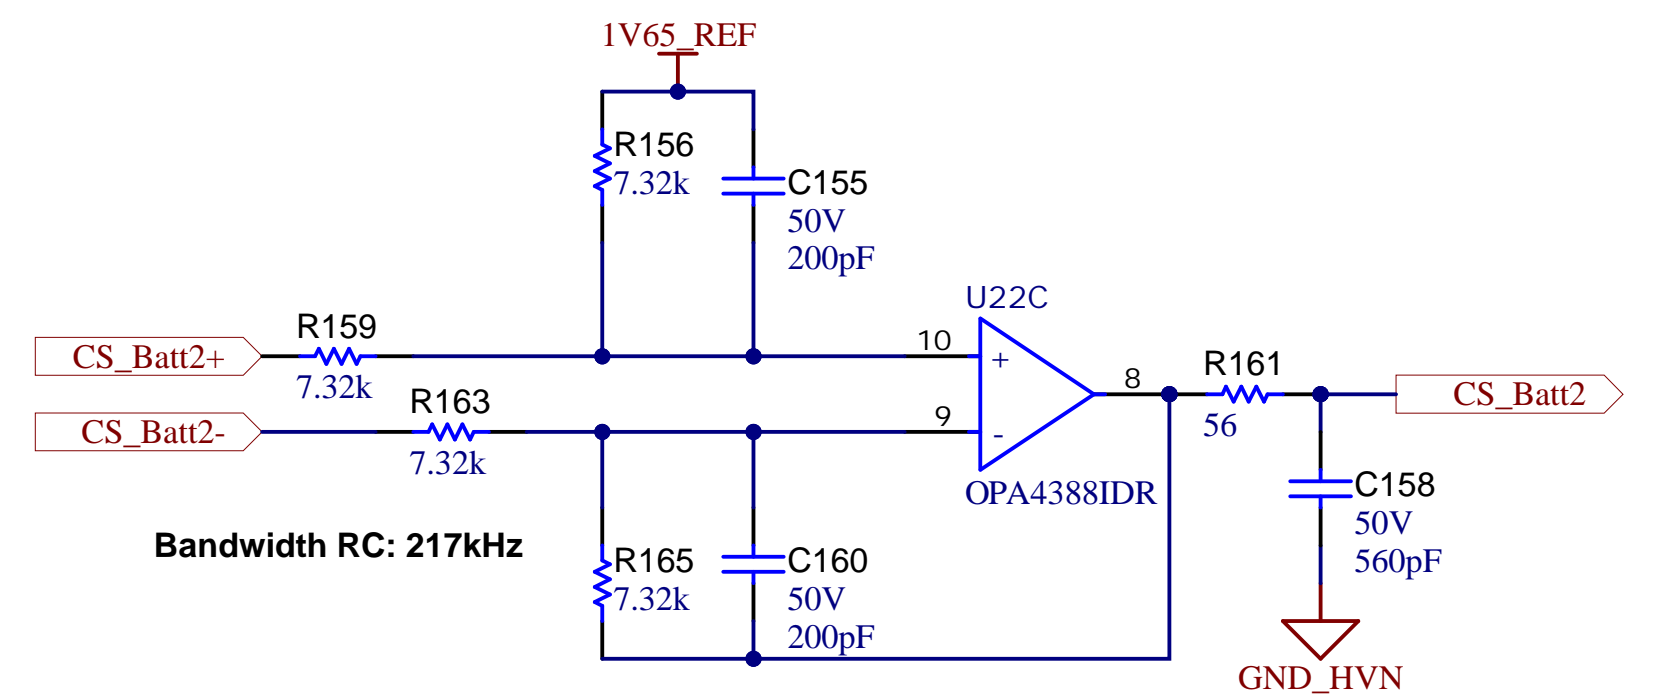 1V65_REF
R156
7.32k
C155
50V
200pF
U22C
R159
CS_Batt2+
7.32k
10
+
R161
8
56
CS_Batt2
R163
CS_Batt2-
7.32k
9
-
OPA4388IDR
C158
50V
560pF
Bandwidth RC: 217kHz
R165
7.32k
C160
50V
200pF
GND_HVN